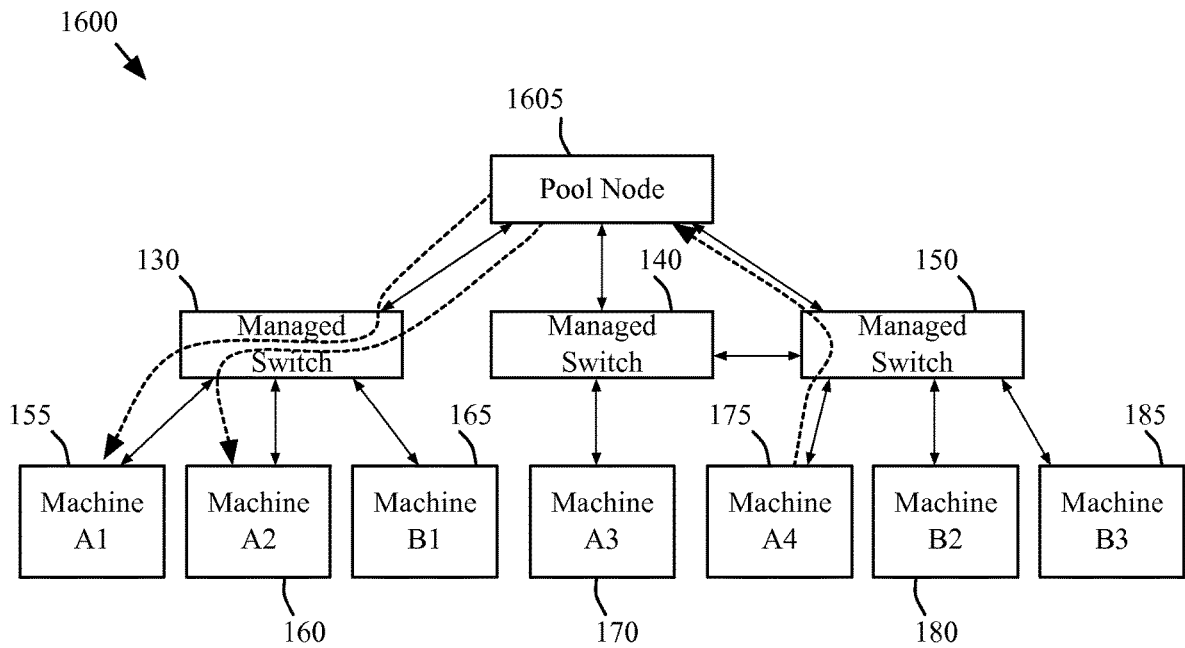 1600
1605
Pool Node
130
140
150
Managed
Switch
Managed
Switch
Managed
Switch
155
165
175
185
Machine
A1
Machine
A2
Machine
B1
Machine
A3
Machine
A4
Machine
B2
Machine
B3
160
170
180